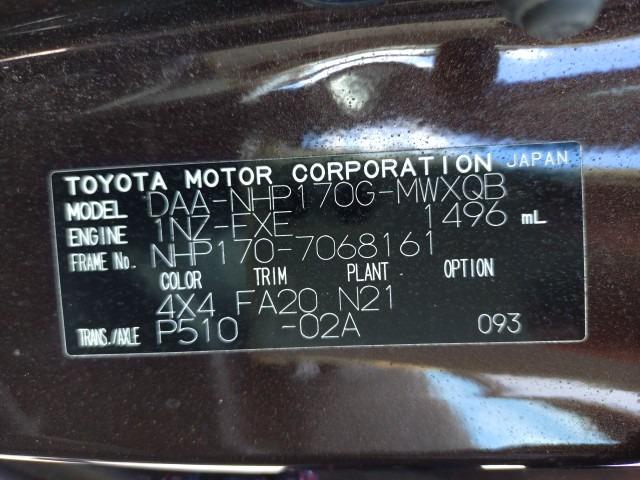 TOYOTA MOTOR CORPORATION JAPAN
MODEL DAA-NHP170G-MWXQB
ENGINE 1NZ-FXE 1496 mL
FRAME No. NHP170-7068161
COLOR TRIM PLANT OPTION
4X4 FA20 N21
TRANS./AXLE P510 -02A 093